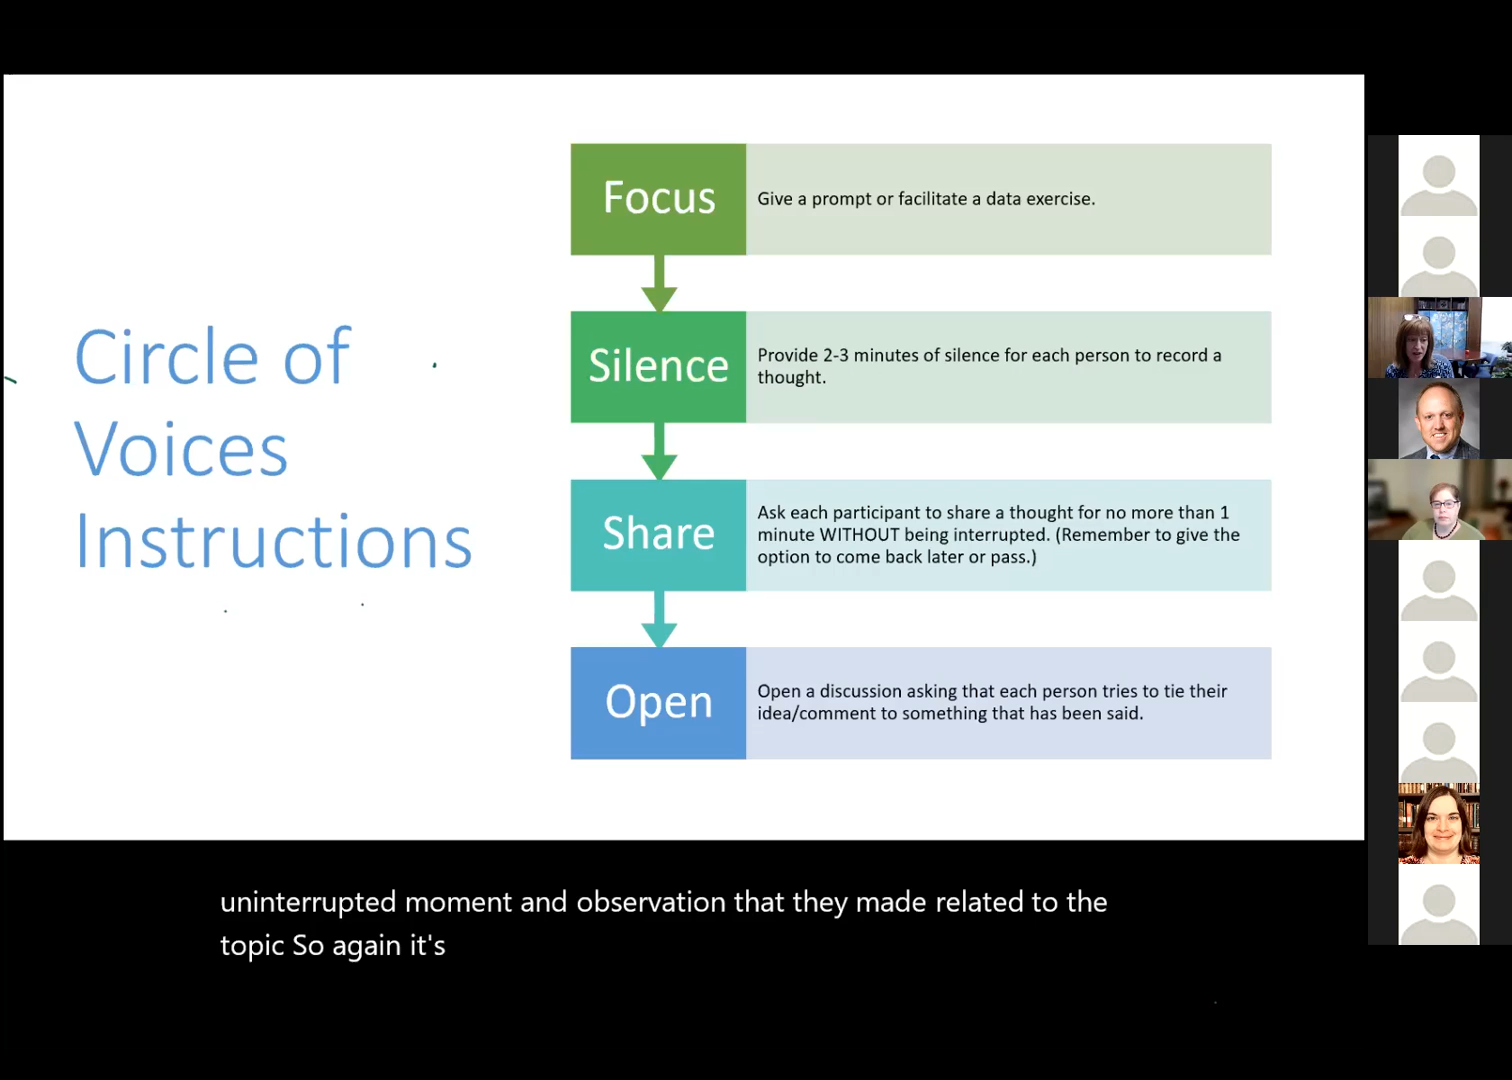 Circle of
Voices
Instructions
Focus
Give a prompt or facilitate a data exercise.
Silence
Provide 2-3 minutes of silence for each person to record a
thought.
Share
Ask each participant to share a thought for no more than 1
minute WITHOUT being interrupted. (Remember to give the
option to come back later or pass.)
Open
Open a discussion asking that each person tries to tie their
idea/comment to something that has been said.
uninterrupted moment and observation that they made related to the
topic So again it's